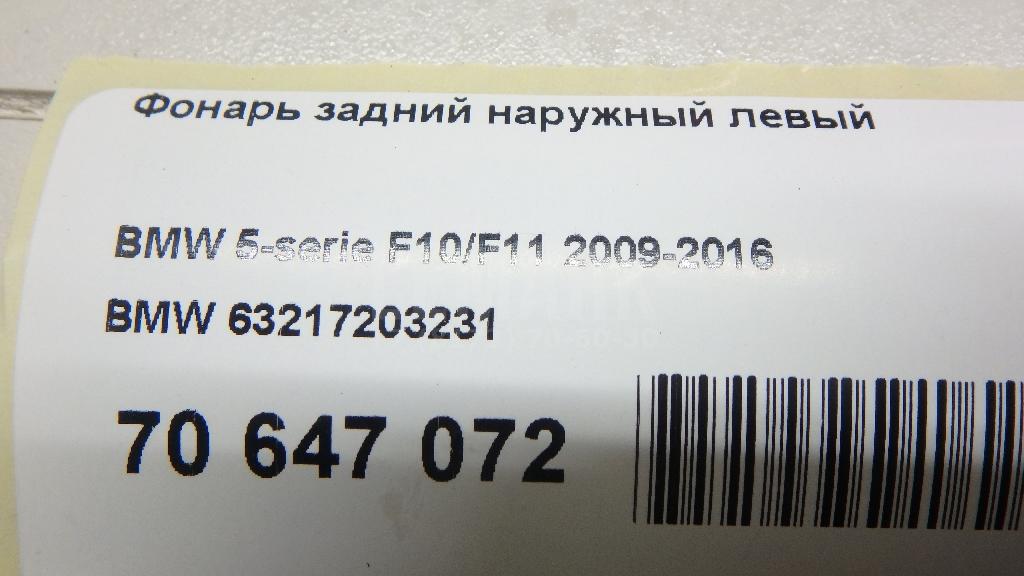 Фонарь задний наружный левый
BMW 5-serie F10/F11 2009-2016
BMW 63217203231
70 647 072